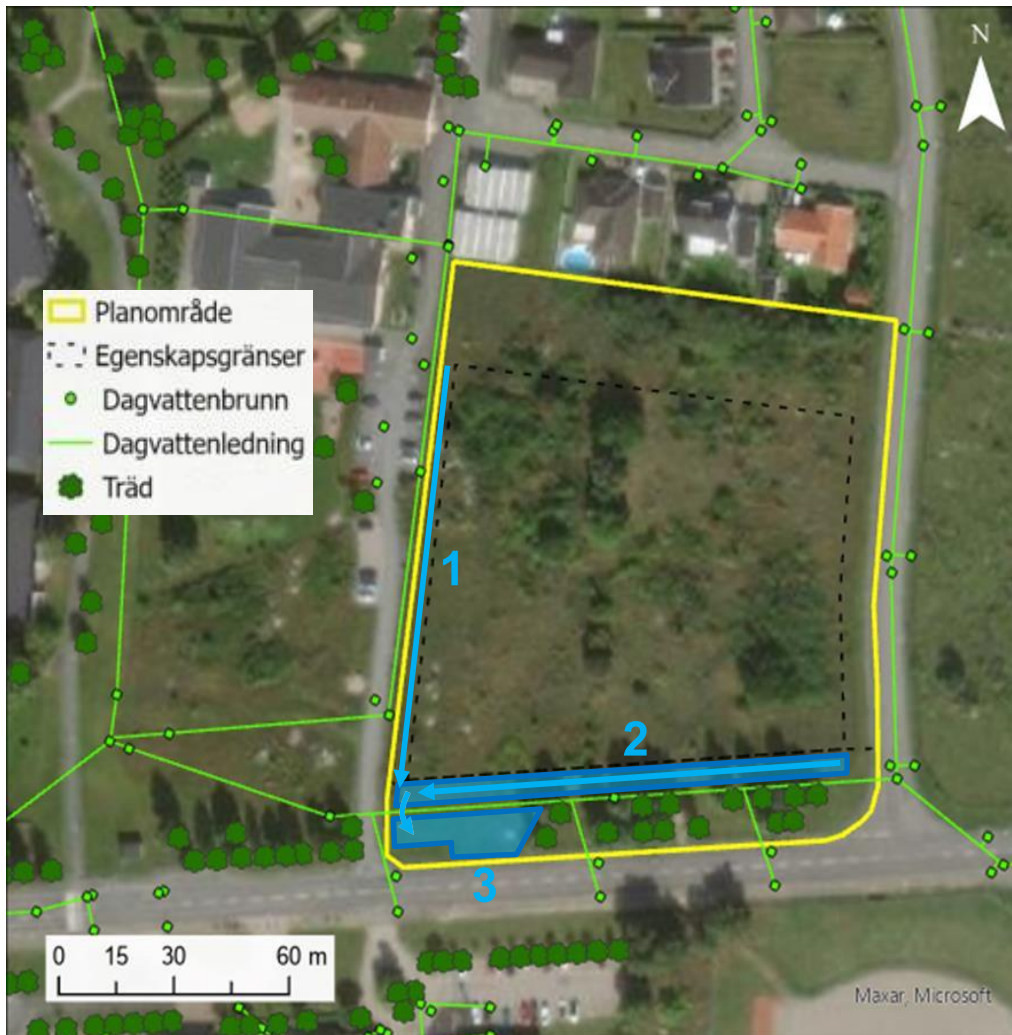 N
Planområde
Egenskapsgränser
Dagvattenbrunn
Dagvattenledning
Träd
1
2
3
0 15 30 60 m
Maxar, Microsoft